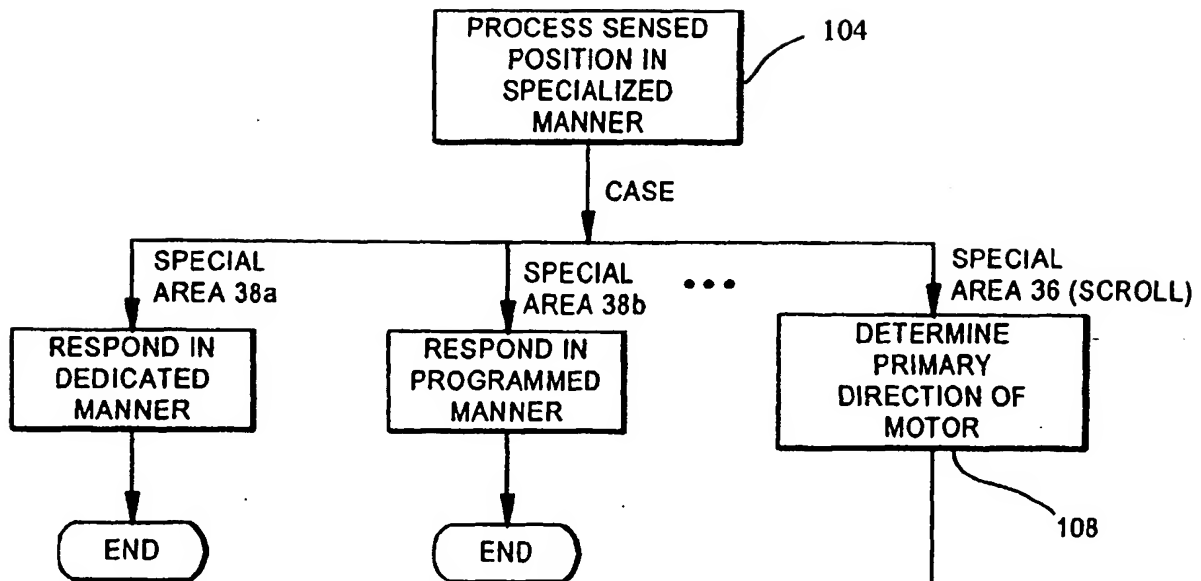 PROCESS SENSED
POSITION IN
SPECIALIZED
MANNER
104
CASE
SPECIAL
AREA 38a
SPECIAL
AREA 38b
•••
SPECIAL
AREA 36 (SCROLL)
RESPOND IN
DEDICATED
MANNER
RESPOND IN
PROGRAMMED
MANNER
DETERMINE
PRIMARY
DIRECTION OF
MOTOR
108
END
END